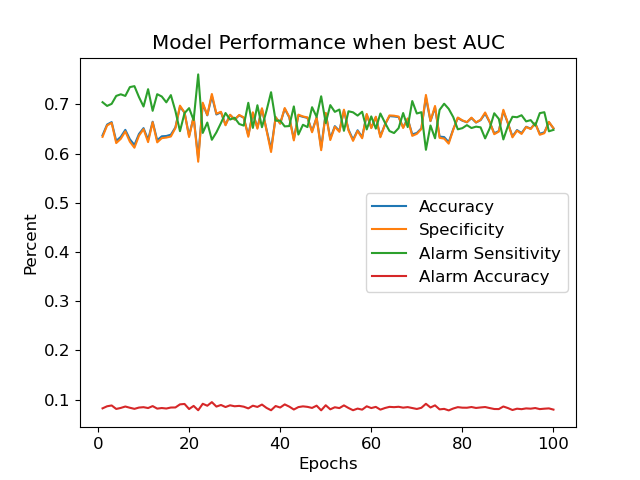 Model Performance when best AUC
Percent
0.7
0.6
0.5
0.4
0.3
0.2
0.1
Accuracy
Specificity
Alarm Sensitivity
Alarm Accuracy
0 20 40 60 80 100
Epochs